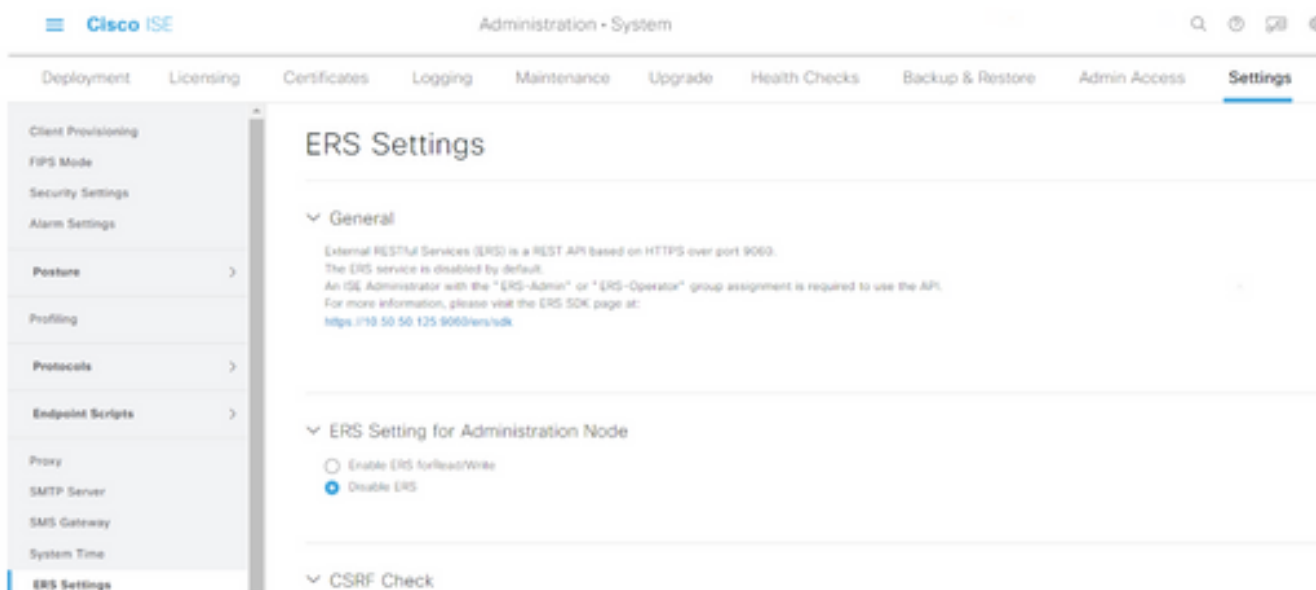 Cisco ISE
Administration • System
Deployment
Licensing
Certificates
Logging
Maintenance
Upgrade
Health Checks
Backup & Restore
Admin Access
Settings
Client Provisioning
FIPS Mode
Security Settings
Alarm Settings
Posture
Profiling
Protocols
Endpoint Scripts
Proxy
SMTP Server
SMS Gateway
System Time
ERS Settings
ERS Settings
General
External RESTful Services (ERS) is a REST API based on HTTPS over port 9060.
The ERS service is disabled by default.
An ISE Administrator with the "ERS-Admin" or "ERS-Operator" group assignment is required to use the API.
For more information, please visit the ERS SDK page at:
https://10.50.50.125:9060/ers/sdk
ERS Setting for Administration Node
Enable ERS forRead/Write
Disable ERS
CSRF Check